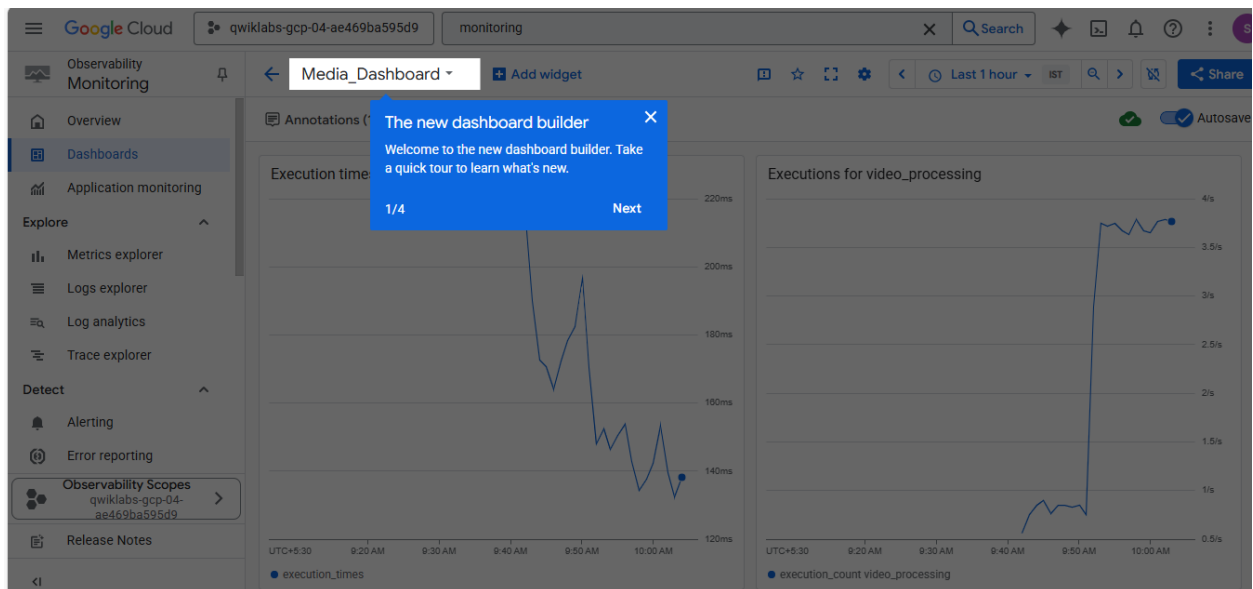 Google Cloud
qwiklabs-gcp-04-ae469ba595d9
monitoring
Search
S
Observability
Monitoring
Media_Dashboard
Add widget
Last 1 hour
IST
Share
Overview
Dashboards
Application monitoring
Explore
Metrics explorer
Logs explorer
Log analytics
Trace explorer
Detect
Alerting
Error reporting
Observability Scopes
qwiklabs-gcp-04-
ae469ba595d9
Release Notes
Annotations (
Autosave
The new dashboard builder
Welcome to the new dashboard builder. Take
a quick tour to learn what's new.
1/4
Next
Execution time
220ms
200ms
180ms
160ms
140ms
120ms
UTC+5:30
9:20 AM
9:30 AM
9:40 AM
9:50 AM
10:00 AM
execution_times
Executions for video_processing
4/s
3.5/s
3/s
2.5/s
2/s
1.5/s
1/s
0.5/s
UTC+5:30
9:20 AM
9:30 AM
9:40 AM
9:50 AM
10:00 AM
execution_count video_processing